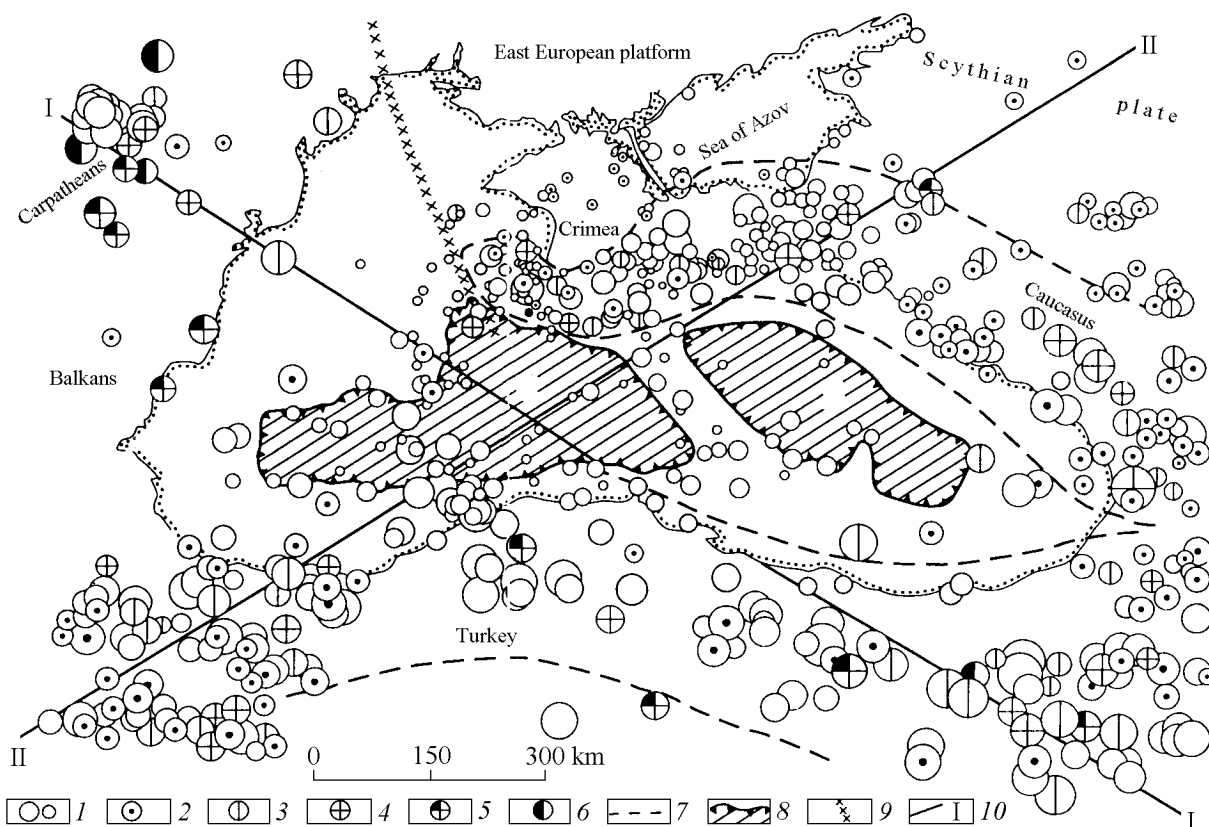 East European platform
II
Scythian
plate
I
Sea of Azov
Carpatheans
Crimea
Caucasus
Balkans
Turkey
II
0 150 300 km
I
1 2 3 4 5 6 7 8 9 I 10